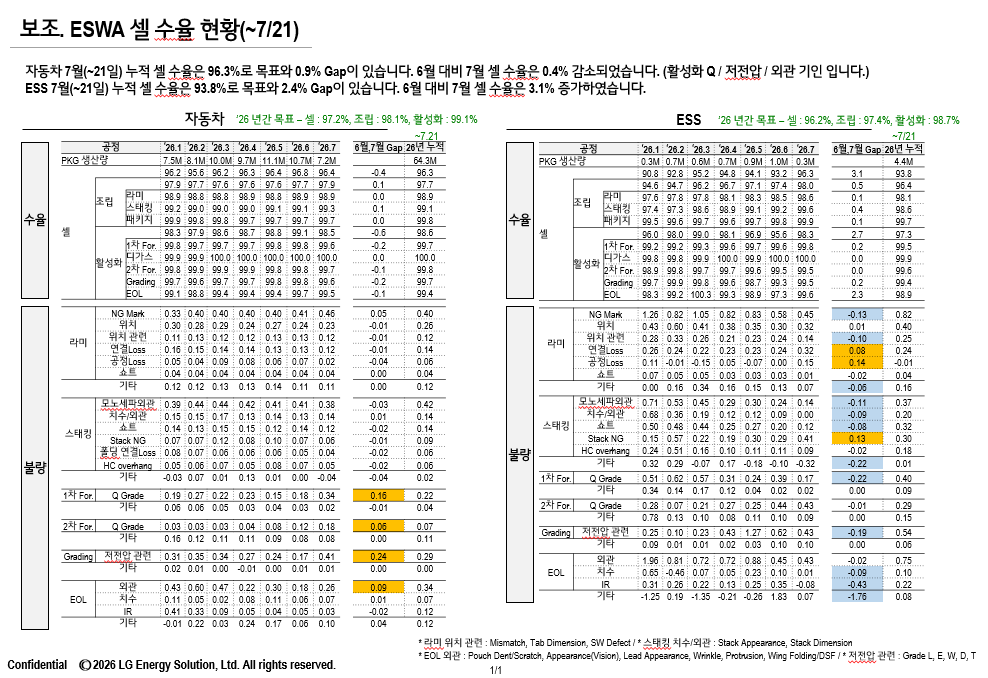 보조. ESWA 셀 수율 현황(~7/21)
자동차 7월(~21일) 누적 셀 수율은 96.3%로 목표와 0.9% Gap이 있습니다. 6월 대비 7월 셀 수율은 0.4% 감소되었습니다. (활성화 Q / 저전압 / 외관 기인 입니다.)
ESS 7월(~21일) 누적 셀 수율은 93.8%로 목표와 2.4% Gap이 있습니다. 6월 대비 7월 셀 수율은 3.1% 증가하였습니다.
자동차 '26 년간 목표 – 셀 : 97.2%, 조립 : 98.1%, 활성화 : 99.1%
~7.21
공정 '26.1 '26.2 '26.3 '26.4 '26.5 '26.6 '26.7 6월,7월 Gap 26년 누적
PKG 생산량 7.5M 8.1M 10.0M 9.7M 11.1M 10.7M 7.2M 64.3M
수율
셀 96.2 95.6 96.2 96.3 96.4 96.8 96.4 -0.4 96.3
조립 97.9 97.7 97.6 97.6 97.7 97.7 97.9 0.1 97.7
라미 98.9 98.8 98.8 98.9 98.9 98.9 98.9 0.0 98.9
스태킹 99.2 99.0 99.0 99.0 99.1 99.1 99.3 0.1 99.1
패키지 99.9 99.9 99.8 99.7 99.7 99.7 99.7 0.0 99.8
활성화 98.3 97.9 98.6 98.7 98.8 99.1 98.5 -0.6 98.6
1차 For. 99.8 99.7 99.7 99.8 99.8 99.8 99.6 -0.2 99.7
디가스 99.9 99.9 100.0 100.0 100.0 100.0 100.0 0.0 100.0
2차 For. 99.8 99.9 99.9 99.9 99.9 99.8 99.7 -0.1 99.8
Grading 99.7 99.6 99.7 99.7 99.8 99.8 99.6 -0.2 99.7
EOL 99.1 98.8 99.4 99.4 99.4 99.7 99.5 -0.1 99.4
불량
라미
NG Mark 0.33 0.40 0.40 0.40 0.40 0.41 0.46 0.05 0.40
위치 0.30 0.28 0.29 0.24 0.27 0.24 0.23 -0.01 0.26
위치 관련 0.11 0.13 0.12 0.12 0.13 0.13 0.12 -0.01 0.12
연결Loss 0.16 0.15 0.14 0.14 0.13 0.13 0.12 -0.01 0.14
공정Loss 0.05 0.04 0.09 0.08 0.06 0.07 0.02 -0.04 0.06
쇼트 0.04 0.04 0.04 0.04 0.04 0.04 0.04 0.00 0.04
기타 0.12 0.12 0.13 0.13 0.14 0.11 0.11 0.00 0.12
스태킹
모노세파외관 0.39 0.44 0.44 0.42 0.41 0.41 0.38 -0.03 0.42
치수/외관 0.15 0.15 0.17 0.13 0.14 0.13 0.14 0.01 0.14
쇼트 0.14 0.13 0.15 0.15 0.12 0.14 0.12 -0.02 0.14
Stack NG 0.07 0.07 0.12 0.08 0.10 0.07 0.06 -0.01 0.09
폴딩 연결Loss 0.08 0.07 0.06 0.06 0.06 0.05 0.04 -0.02 0.06
HC overhang 0.05 0.06 0.07 0.05 0.08 0.07 0.05 -0.02 0.06
기타 -0.03 0.07 0.01 0.13 0.01 0.00 -0.04 -0.04 0.02
1차 For. Q Grade 0.19 0.27 0.22 0.23 0.15 0.18 0.34 0.16 0.22
기타 0.06 0.06 0.05 0.03 0.04 0.03 0.02 -0.01 0.04
2차 For. Q Grade 0.03 0.03 0.03 0.04 0.08 0.12 0.18 0.06 0.07
기타 0.16 0.12 0.11 0.11 0.09 0.08 0.08 0.00 0.11
Grading 저전압 관련 0.31 0.35 0.34 0.27 0.24 0.17 0.41 0.24 0.29
기타 0.02 0.01 0.00 -0.01 0.01 0.01 0.01 0.00 0.00
EOL
외관 0.43 0.60 0.47 0.22 0.30 0.18 0.26 0.09 0.34
치수 0.01 0.05 0.02 0.08 0.11 0.06 0.07 0.01 0.07
IR 0.41 0.33 0.09 0.05 0.04 0.05 0.03 -0.02 0.12
기타 -0.01 0.22 0.03 0.24 0.17 0.06 0.10 0.04 0.12
ESS '26 년간 목표 – 셀 : 96.2%, 조립 : 97.4%, 활성화 : 98.7%
~7/21
공정 '26.1 '26.2 '26.3 '26.4 '26.5 '26.6 '26.7 6월,7월 Gap 26년 누적
PKG 생산량 0.3M 0.7M 0.6M 0.7M 0.9M 1.0M 0.3M 4.4M
수율
셀 90.8 92.8 95.2 94.8 94.1 93.2 96.3 3.1 93.8
조립 94.6 94.7 96.2 96.7 97.1 97.4 98.0 0.5 96.4
라미 97.4 97.6 97.8 98.1 98.3 98.5 98.6 0.1 98.1
스태킹 97.4 97.3 98.6 98.9 99.1 99.2 99.6 0.4 98.6
패키지 99.5 99.6 99.7 99.6 99.7 99.8 99.9 0.1 99.7
활성화 96.0 98.0 99.0 98.1 96.9 95.6 98.3 2.7 97.3
1차 For. 99.2 99.2 99.3 99.6 99.7 99.6 99.8 0.2 99.5
디가스 99.9 99.9 99.8 100.0 99.9 100.0 100.0 0.0 99.9
2차 For. 98.9 99.8 99.7 99.7 99.6 99.5 99.5 0.0 99.6
Grading 99.7 99.9 99.8 99.6 98.7 99.3 99.5 0.2 99.4
EOL 98.3 99.2 100.3 99.3 98.9 97.3 99.6 2.3 98.9
불량
라미
NG Mark 1.26 0.82 1.05 0.82 0.83 0.58 0.45 -0.13 0.82
위치 0.43 0.60 0.41 0.38 0.35 0.30 0.32 0.01 0.40
위치 관련 0.28 0.33 0.26 0.21 0.23 0.24 0.14 -0.10 0.25
연결Loss 0.26 0.24 0.22 0.23 0.23 0.24 0.32 0.08 0.24
공정Loss 0.11 -0.01 -0.15 0.05 -0.07 0.00 0.15 0.14 -0.01
쇼트 0.07 0.05 0.05 0.03 0.03 0.03 0.01 -0.02 0.04
기타 0.00 0.16 0.34 0.16 0.15 0.13 0.07 -0.06 0.16
스태킹
모노세파외관 0.71 0.53 0.45 0.29 0.30 0.24 0.14 -0.11 0.37
치수/외관 0.68 0.36 0.19 0.12 0.12 0.09 0.00 -0.09 0.20
쇼트 0.50 0.48 0.44 0.27 0.27 0.20 0.12 -0.08 0.32
Stack NG 0.15 0.57 0.22 0.19 0.30 0.29 0.41 0.13 0.30
HC overhang 0.24 0.51 0.16 0.10 0.11 0.11 0.09 -0.02 0.18
기타 0.32 0.29 -0.07 0.17 -0.18 -0.10 -0.32 -0.22 0.01
1차 For. Q Grade 0.51 0.62 0.57 0.31 0.24 0.39 0.17 -0.22 0.40
기타 0.34 0.14 0.17 0.12 0.04 0.02 0.02 0.00 0.09
2차 For. Q Grade 0.28 0.07 0.21 0.27 0.25 0.44 0.43 -0.01 0.29
기타 0.78 0.13 0.10 0.08 0.11 0.10 0.09 0.00 0.15
Grading 저전압 관련 0.25 0.10 0.23 0.43 1.27 0.62 0.43 -0.19 0.54
기타 0.09 0.01 0.01 0.02 0.03 0.10 0.10 0.00 0.06
EOL
외관 1.96 0.81 0.72 0.72 0.88 0.45 0.43 -0.02 0.75
치수 0.65 -0.46 0.07 0.05 0.23 0.10 0.01 -0.09 0.10
IR 0.31 0.26 0.22 0.13 0.25 0.35 -0.08 -0.43 0.22
기타 -1.25 0.19 -1.35 -0.21 -0.26 1.83 0.07 -1.76 0.08
* 라미 위치 관련 : Mismatch, Tab Dimension, SW Defect / * 스태킹 치수/외관 : Stack Appearance, Stack Dimension
* EOL 외관 : Pouch Dent/Scratch, Appearance(Vision), Lead Appearance, Wrinkle, Protrusion, Wing Folding/DSF / * 저전압 관련 : Grade L, E, W, D, T
Confidential ©2026 LG Energy Solution, Ltd. All rights reserved.
1/1